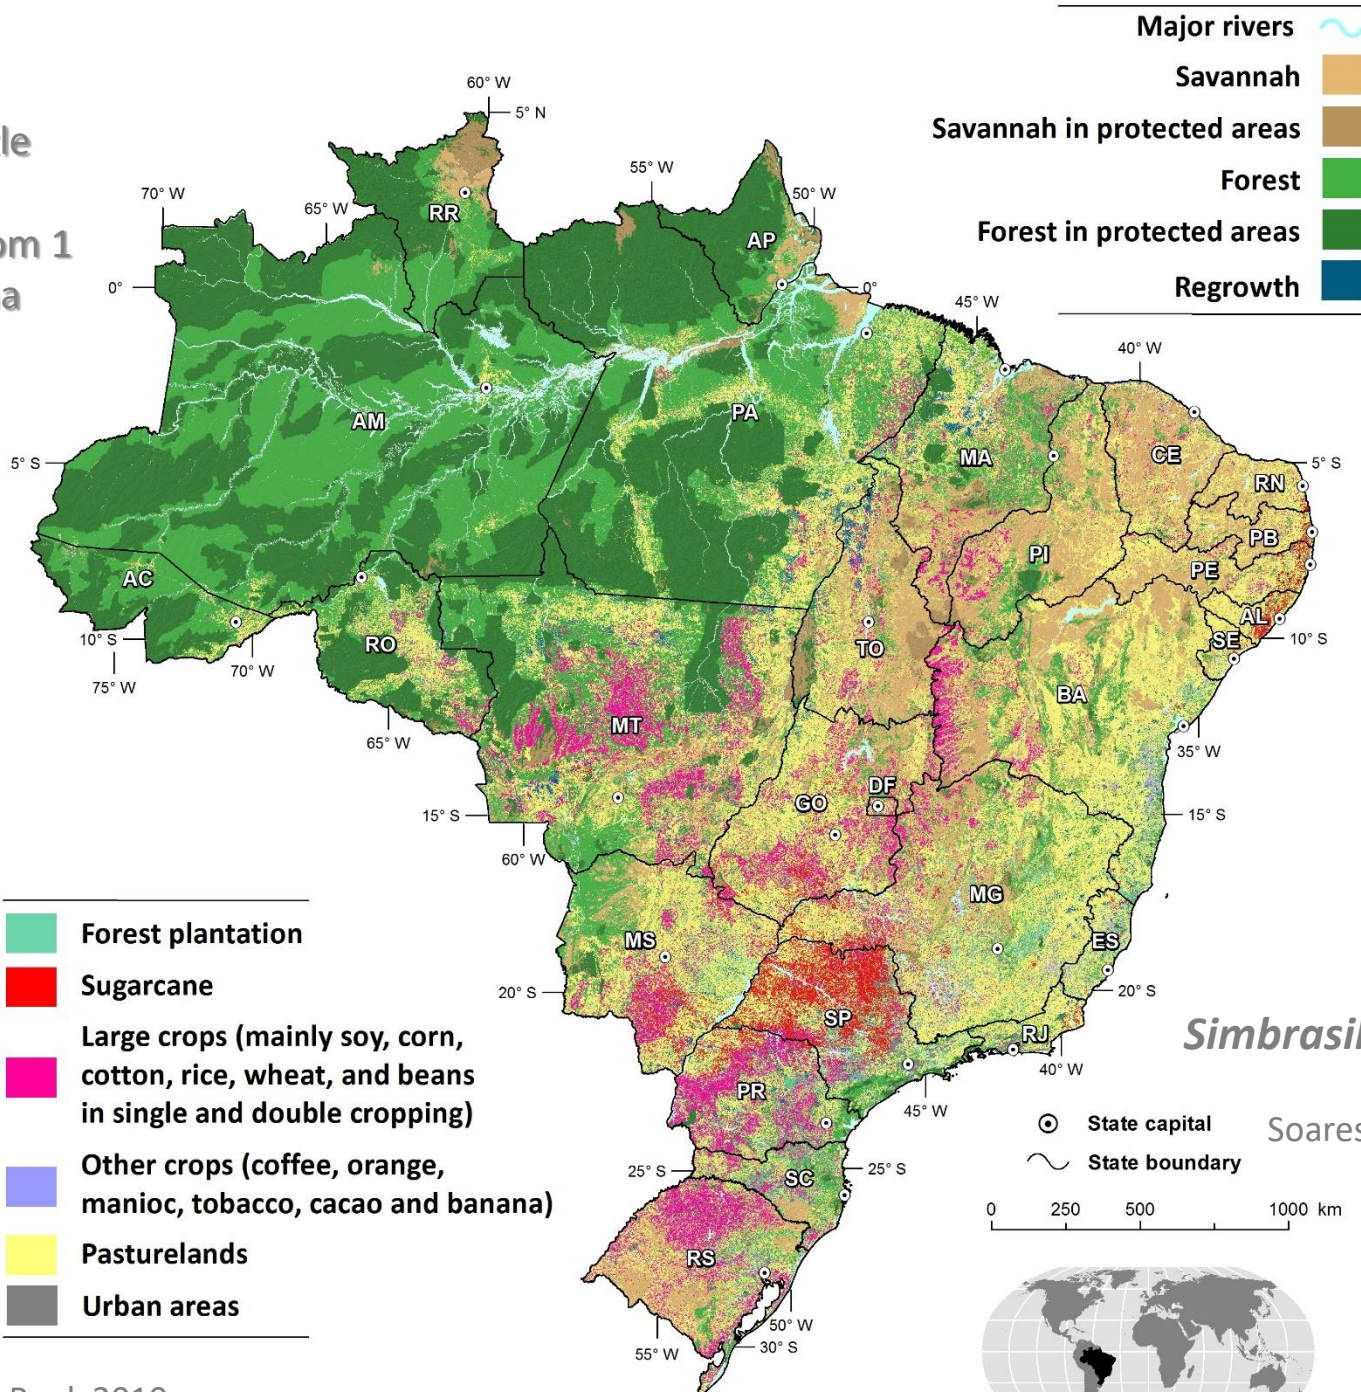 Major rivers
Savannah
Savannah in protected areas
Forest
Forest in protected areas
Regrowth
60° W
5° N
55° W
50° W
70° W
65° W
0°
0°
45° W
40° W
RR
AP
AM
PA
MA
CE
RN
PB
PI
PE
AL
SE
5° S
5° S
AC
RO
TO
BA
MT
10° S
10° S
75° W
70° W
65° W
35° W
DF
GO
15° S
15° S
60° W
MG
MS
ES
20° S
20° S
SP
RJ
40° W
PR
45° W
SC
25° S
25° S
RS
50° W
55° W
30° S
Forest plantation
Sugarcane
Large crops (mainly soy, corn,
cotton, rice, wheat, and beans
in single and double cropping)
Other crops (coffee, orange,
manioc, tobacco, cacao and banana)
Pasturelands
Urban areas
Simbrasil
Soares
State capital
State boundary
0 250 500 1000 km
om 1
a